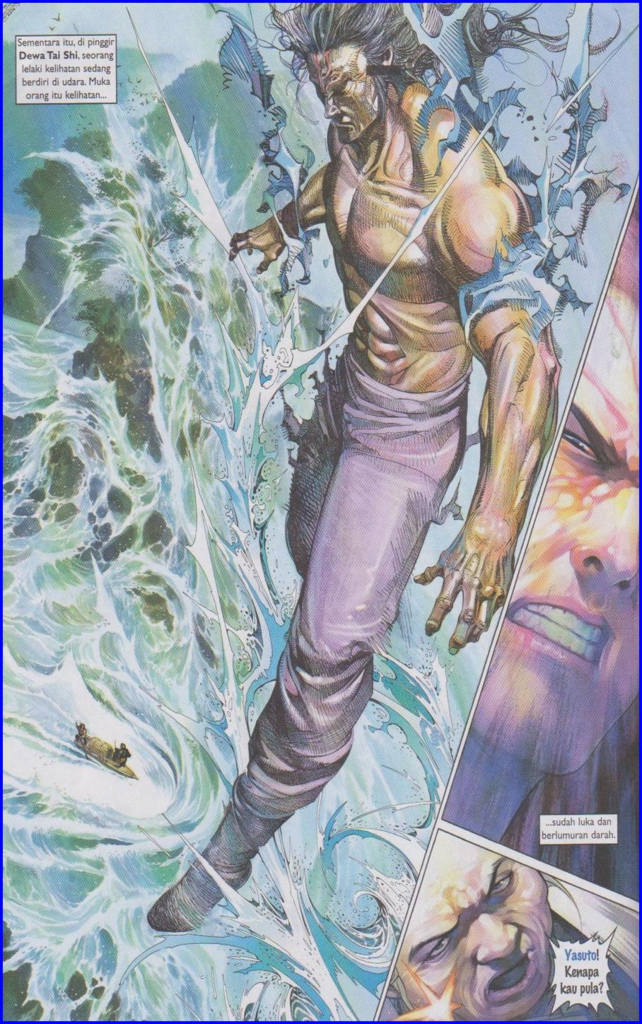 Sementara itu, di pinggir
Dewa Tai Shi, seorang
lelaki kelihatan sedang
berdiri di udara. Muka
orang itu kelihatan...
...sudah luka dan
berlumuran darah.
Yasuto!
Kenapa
kau pula?